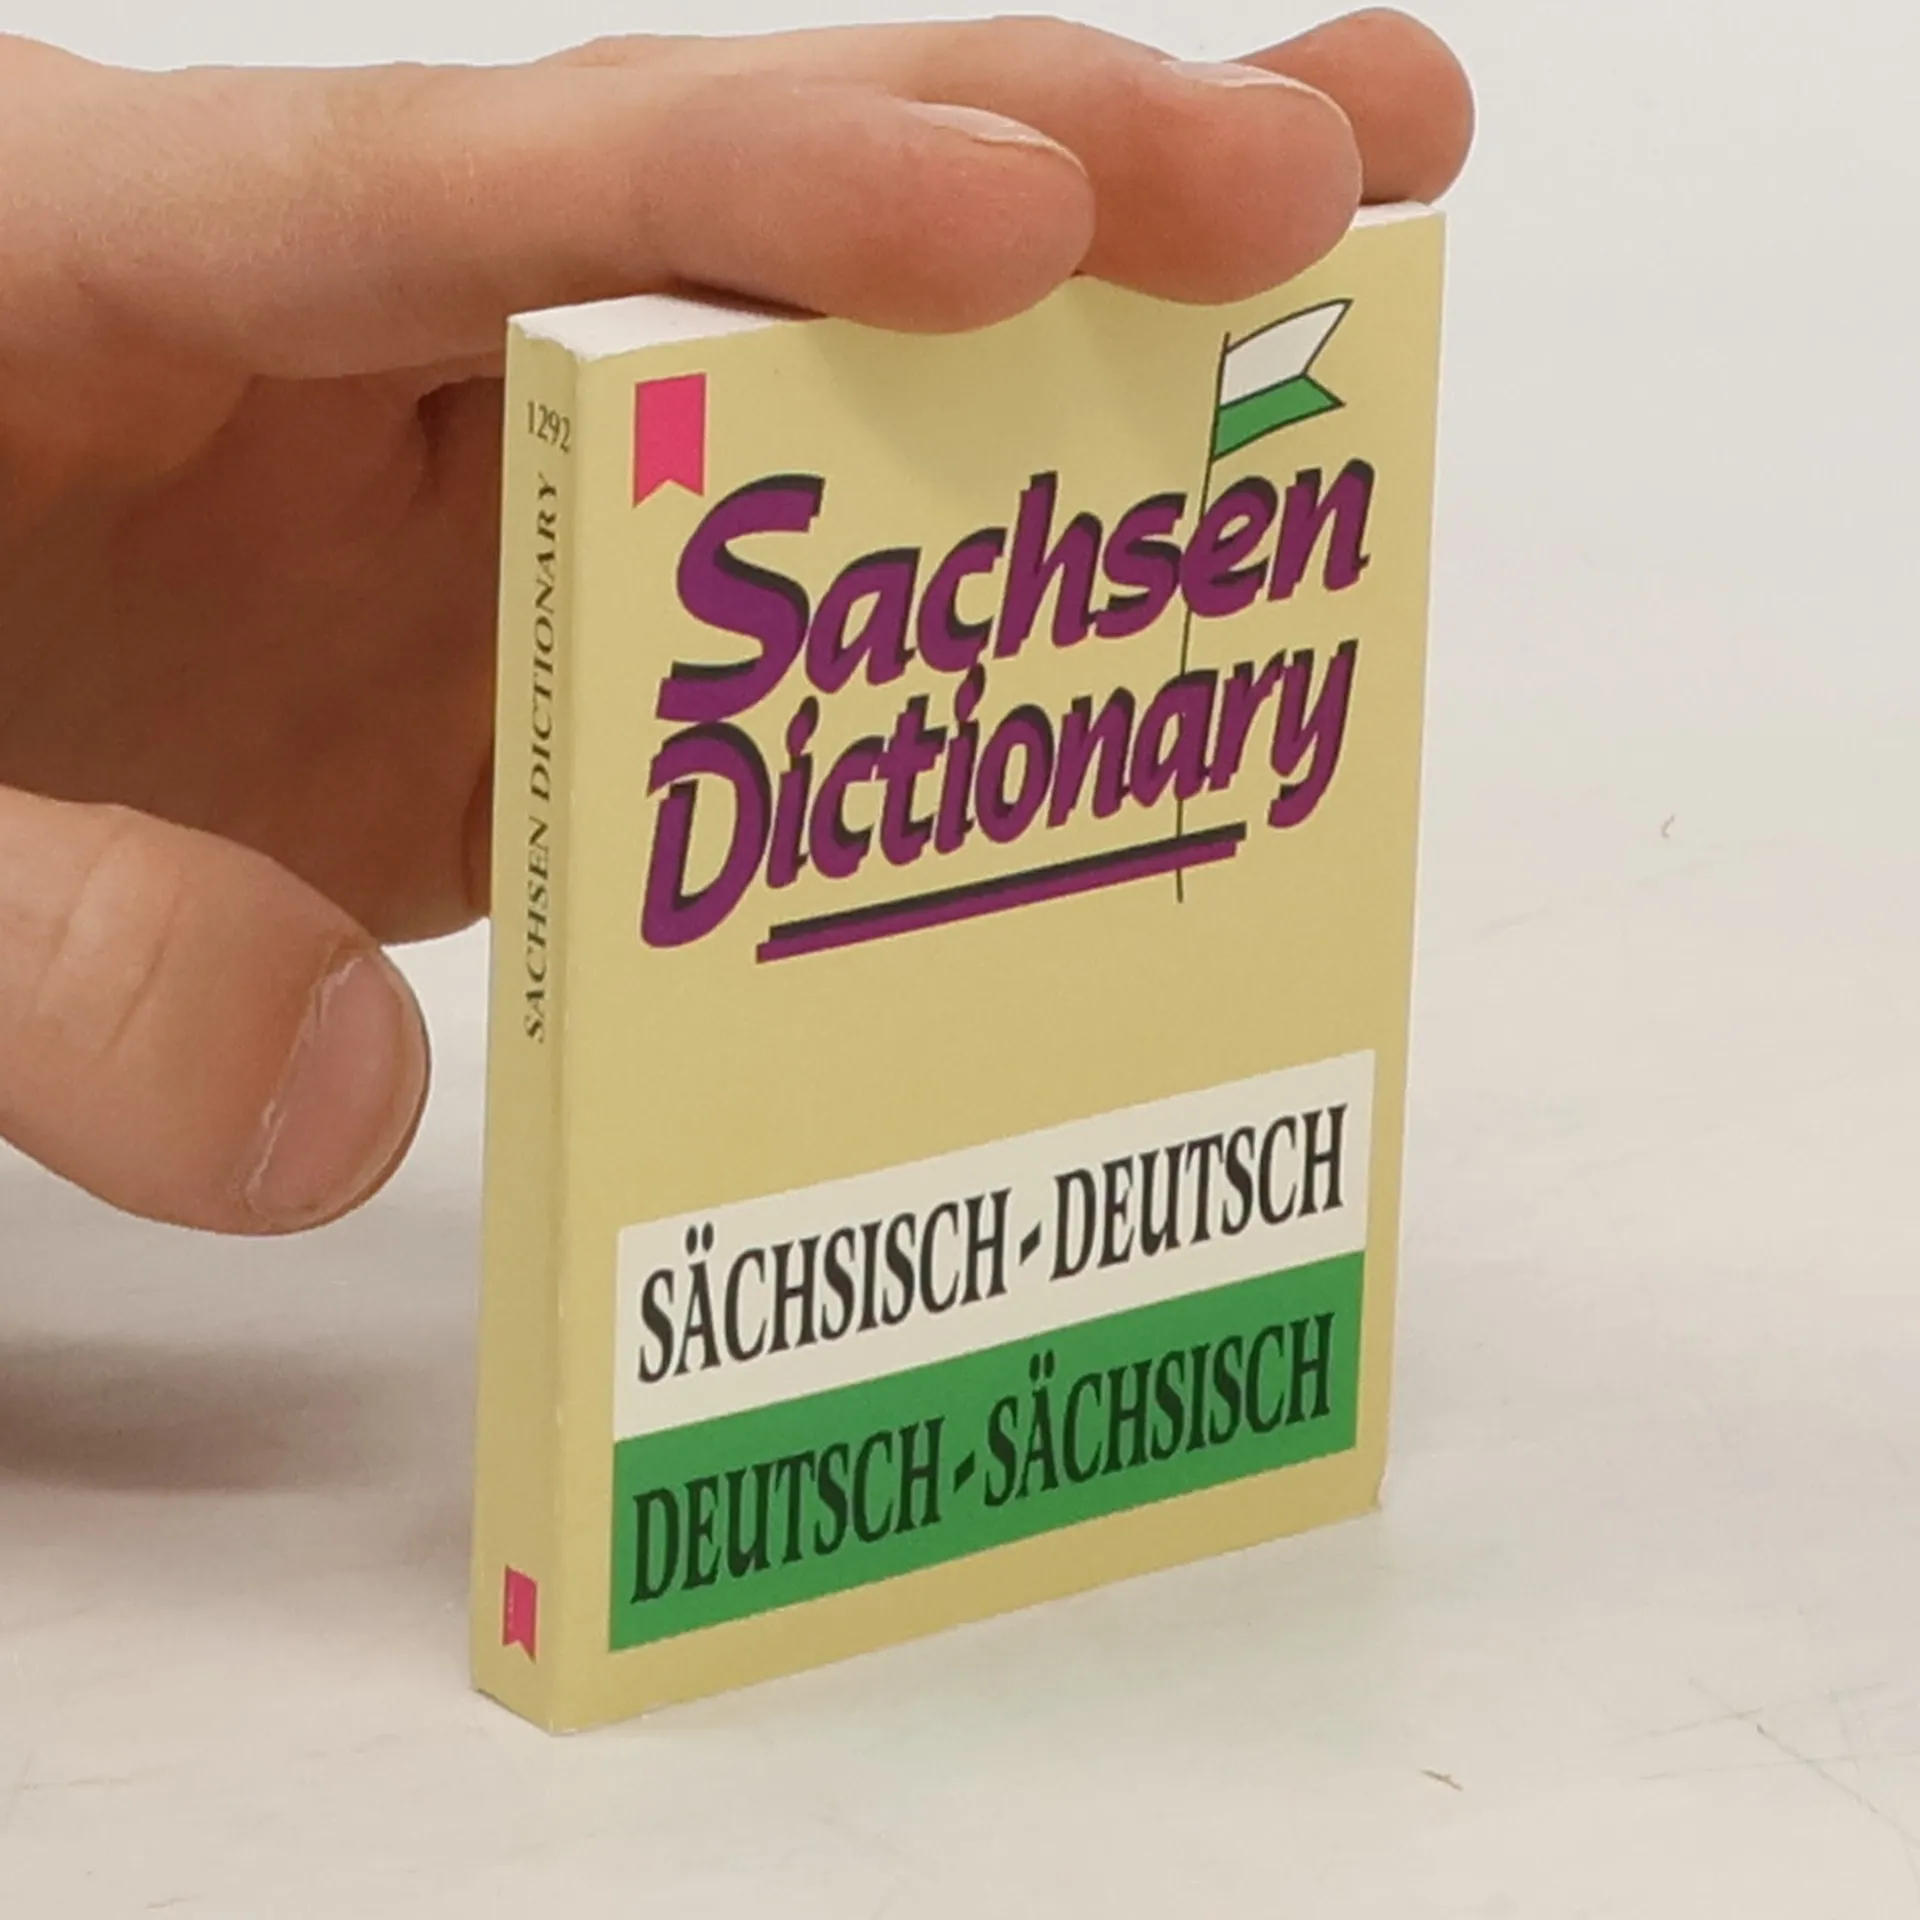 1292
SACHSEN DICTIONARY
Sachsen
Dictionary
SÄCHSISCH-DEUTSCH
DEUTSCH-SÄCHSISCH